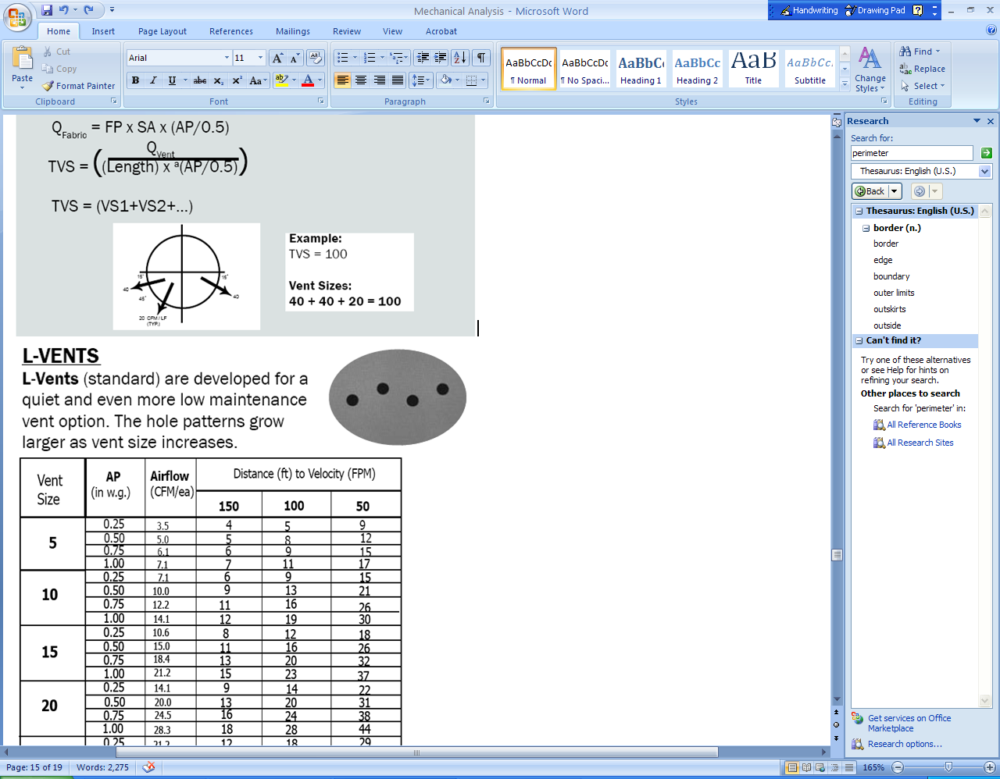 Mechanical Analysis - Microsoft Word
Handwriting Drawing Pad
Home Insert Page Layout References Mailings Review View Acrobat
Paste
Cut
Copy
Format Painter
Clipboard
Arial 11
Font
Paragraph
AaBbCcDc AaBbCcDc AaBbCc AaBbCc AaB AaBbCc.
¶ Normal ¶ No Spaci... Heading 1 Heading 2 Title Subtitle
Change Styles
Styles
Find
Replace
Select
Editing
QFabric = FP x SA x (AP/0.5)
QVent
TVS = ((Length) x ª(AP/0.5))
TVS = (VS1+VS2+...)
15° 15°
40 40
45°
20 CFM/LF
(TYP.)
Example:
TVS = 100
Vent Sizes:
40 + 40 + 20 = 100
L-VENTS
L-Vents (standard) are developed for a
quiet and even more low maintenance
vent option. The hole patterns grow
larger as vent size increases.
Vent Size AP (in w.g.) Airflow (CFM/ea) Distance (ft) to Velocity (FPM)
150 100 50
5
0.25 3.5 4 5 9
0.50 5.0 5 8 12
0.75 6.1 6 9 15
1.00 7.1 7 11 17
10
0.25 7.1 6 9 15
0.50 10.0 9 13 21
0.75 12.2 11 16 26
1.00 14.1 12 19 30
15
0.25 10.6 8 12 18
0.50 15.0 11 16 26
0.75 18.4 13 20 32
1.00 21.2 15 23 37
20
0.25 14.1 9 14 22
0.50 20.0 13 20 31
0.75 24.5 16 24 38
1.00 28.3 18 28 44
0.25 21.2 12 18 29
Research
Search for:
perimeter
Thesaurus: English (U.S.)
Back
Thesaurus: English (U.S.)
border (n.)
border
edge
boundary
outer limits
outskirts
outside
Can't find it?
Try one of these alternatives
or see Help for hints on
refining your search.
Other places to search
Search for 'perimeter' in:
All Reference Books
All Research Sites
Get services on Office
Marketplace
Research options...
Page: 15 of 19 Words: 2,275 165%